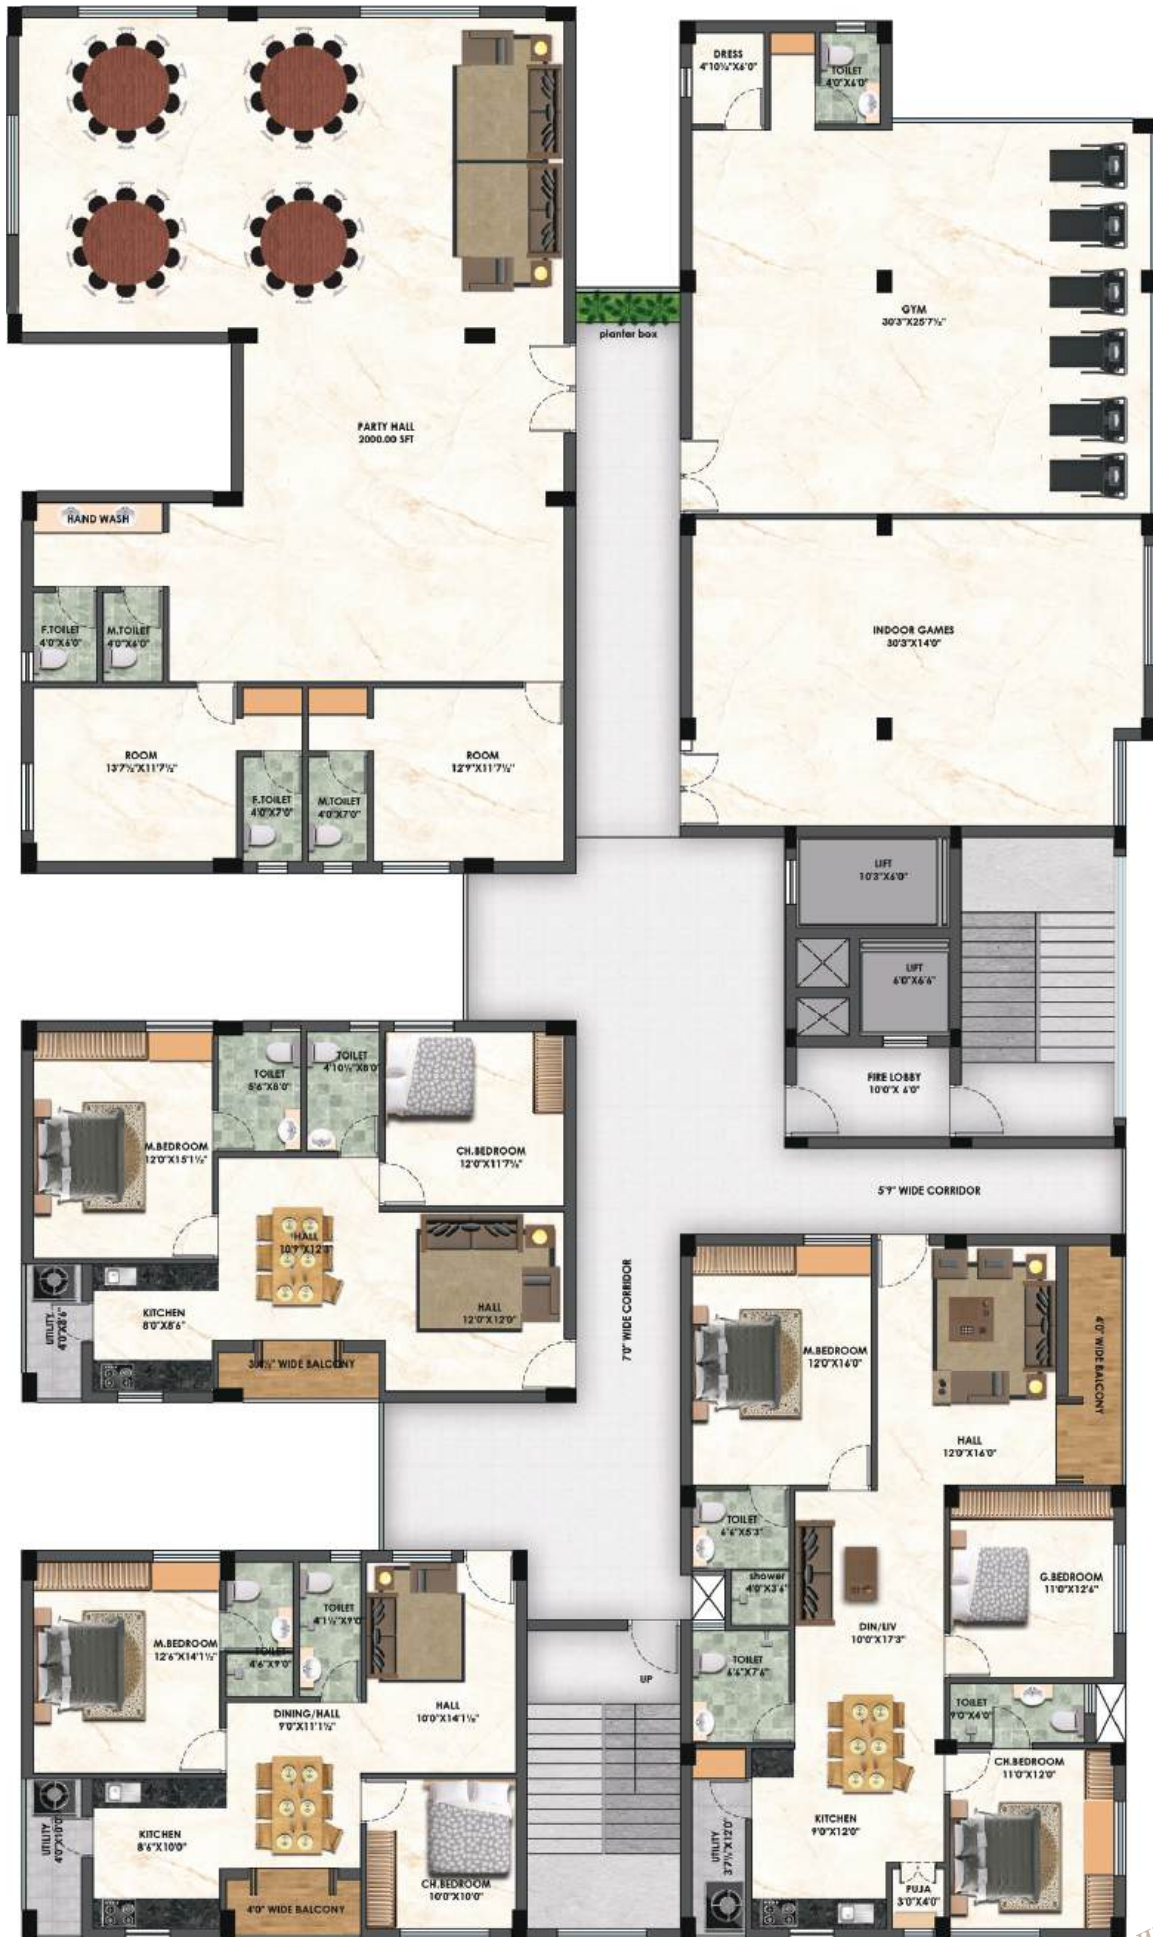 DRESS
4'10½"X6'0"
TOILET
4'0"X6'0"
GYM
30'3"X25'7½"
planter box
PARTY HALL
2000.00 SFT
HAND WASH
F.TOILET
4'0"X6'0"
M.TOILET
4'0"X6'0"
INDOOR GAMES
30'3"X14'0"
ROOM
13'7½"X11'7½"
F.TOILET
4'0"X7'0"
M.TOILET
4'0"X7'0"
ROOM
12'9"X11'7½"
LIFT
10'3"X6'0"
LIFT
6'0"X6'6"
FIRE LOBBY
10'0"X 6'0"
M.BEDROOM
12'0"X15'1½"
TOILET
5'6"X8'0"
TOILET
4'10½"X8'0"
CH.BEDROOM
12'0"X11'7½"
5'9" WIDE CORRIDOR
HALL
10'9"X12'3"
HALL
12'0"X12'0"
KITCHEN
8'0"X8'6"
UTILITY
4'0"X8'6"
3'4½" WIDE BALCONY
7'0" WIDE CORRIDOR
M.BEDROOM
12'0"X16'0"
HALL
12'0"X16'0"
4'0" WIDE BALCONY
TOILET
6'6"X5'3"
shower
4'0"X3'6"
G.BEDROOM
11'0"X12'6"
DIN/LIV
10'0"X17'3"
TOILET
6'6"X7'6"
TOILET
9'0"X4'0"
CH.BEDROOM
11'0"X12'0"
KITCHEN
9'0"X12'0"
UTILITY
3'7½"X12'0"
PUJA
3'0"X4'0"
UP
M.BEDROOM
12'6"X14'1½"
TOILET
4'6"X9'0"
TOILET
4'1½"X9'0"
HALL
10'0"X14'1½"
DINING/HALL
9'0"X11'1½"
KITCHEN
8'6"X10'0"
UTILITY
4'0"X10'0"
CH.BEDROOM
10'0"X10'0"
4'0" WIDE BALCONY